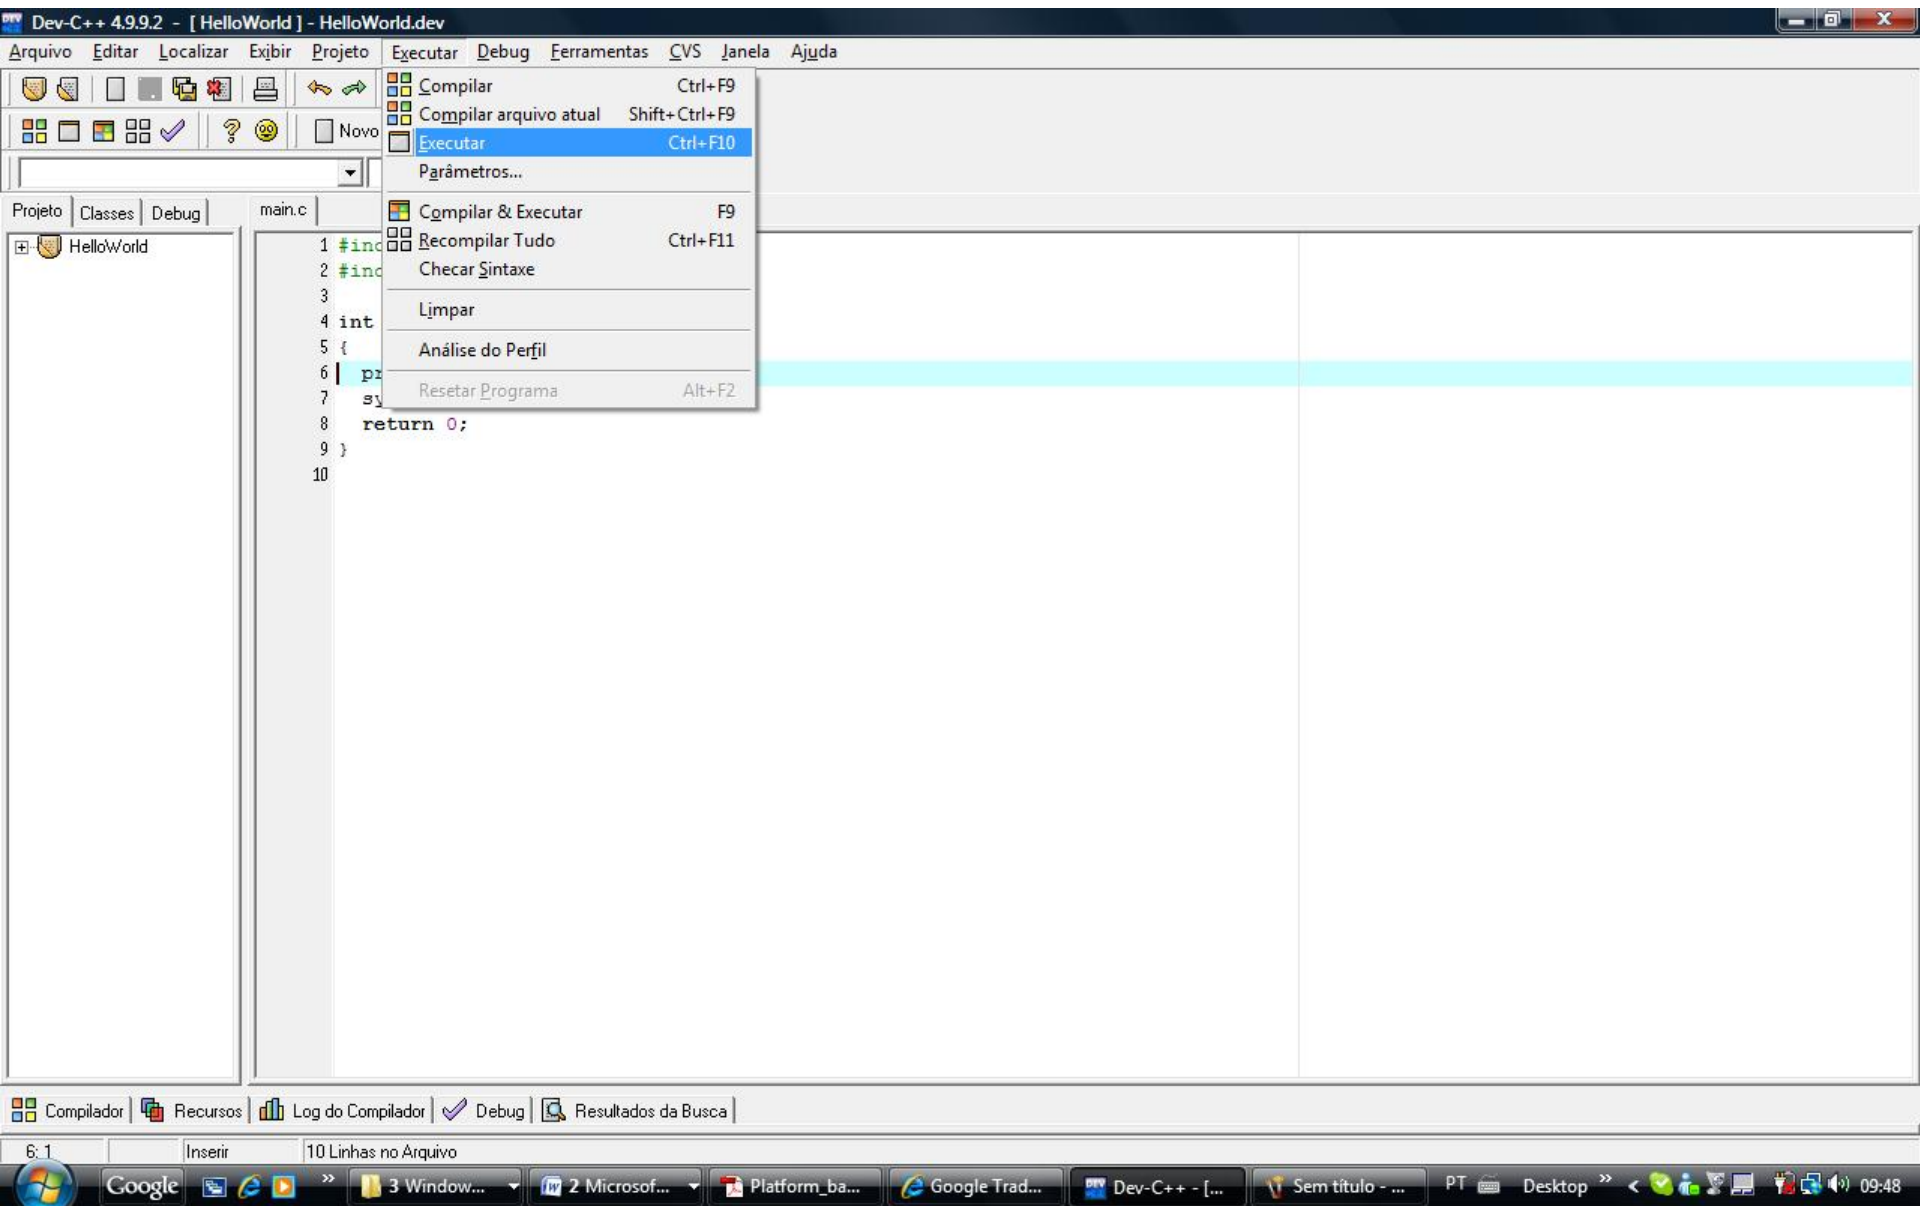 Dev-C++ 4.9.9.2 - [ HelloWorld ] - HelloWorld.dev
Arquivo Editar Localizar Exibir Projeto Executar Debug Ferramentas CVS Janela Ajuda
Compilar Ctrl+F9
Compilar arquivo atual Shift+Ctrl+F9
Executar Ctrl+F10
Parâmetros...
Compilar & Executar F9
Recompilar Tudo Ctrl+F11
Checar Sintaxe
Limpar
Análise do Perfil
Resetar Programa Alt+F2
Novo
Projeto Classes Debug
HelloWorld
main.c
1 #inc
2 #inc
3
4 int
5 {
6 pr
7 sy
8 return 0;
9 }
10
Compilador Recursos Log do Compilador Debug Resultados da Busca
6: 1 Inserir 10 Linhas no Arquivo
Google » 3 Window... 2 Microsof... Platform_ba... Google Trad... Dev-C++ - [... Sem título - ... PT Desktop » < 09:48